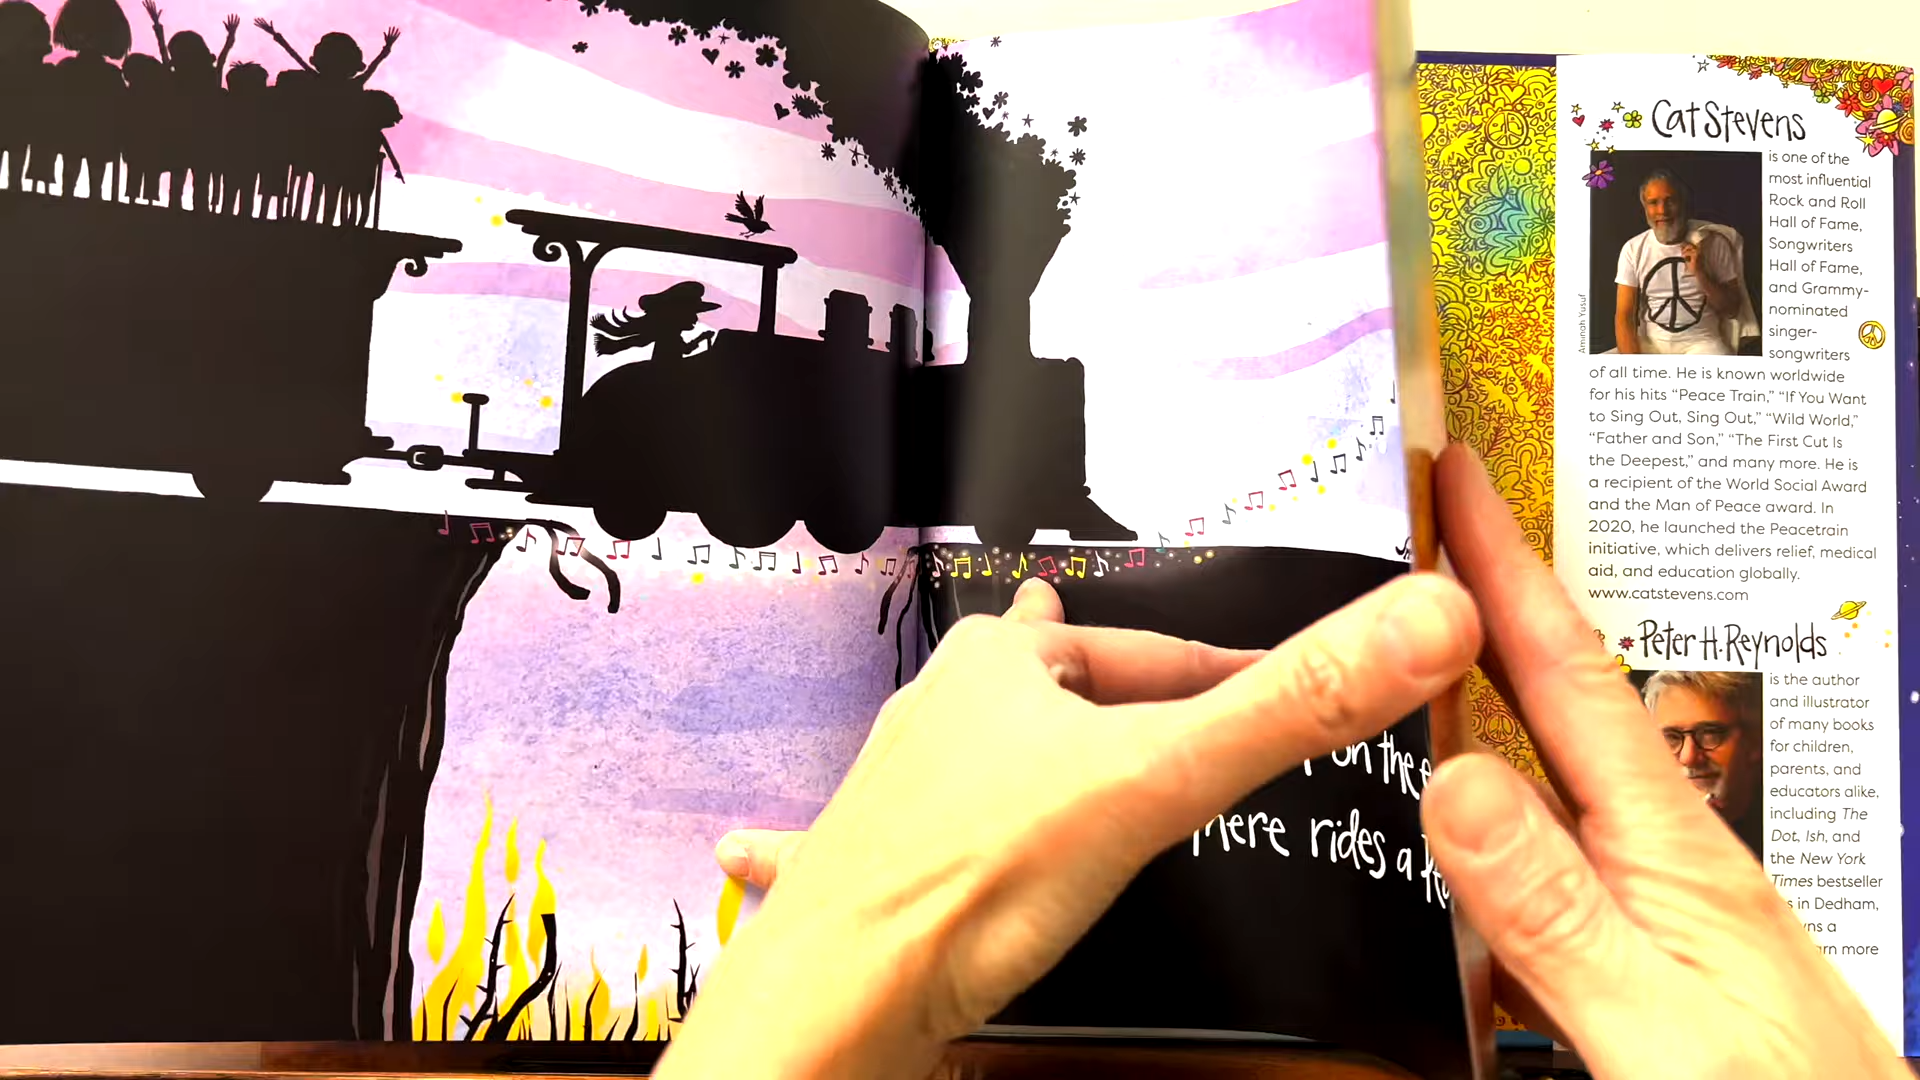 on the
There rides a
Cat Stevens
is one of the
most influential
Rock and Roll
Hall of Fame,
Songwriters
Hall of Fame,
and Grammy-
nominated
singer-
songwriters
Aminah Yusuf
of all time. He is known worldwide
for his hits “Peace Train,” “If You Want
to Sing Out, Sing Out,” “Wild World,”
“Father and Son,” “The First Cut Is
the Deepest,” and many more. He is
a recipient of the World Social Award
and the Man of Peace award. In
2020, he launched the Peacetrain
initiative, which delivers relief, medical
aid, and education globally.
www.catstevens.com
Peter H. Reynolds
is the author
and illustrator
of many books
for children,
parents, and
educators alike,
including The
Dot, Ish, and
the New York
Times bestseller
in Dedham,
a
more